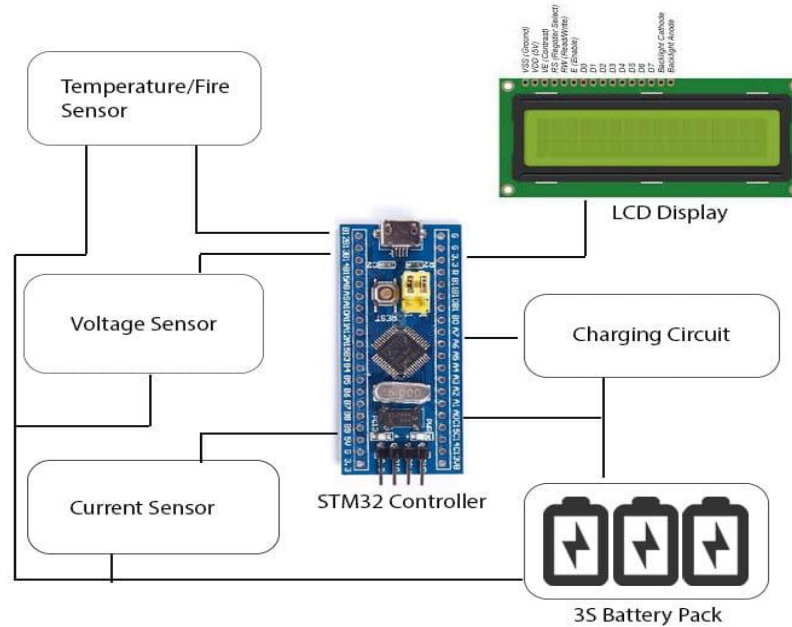 Temperature/Fire
Sensor
VSS (Ground)
VDD (5V)
VE (Contrast)
RS (Register Select)
RW (Read/Write)
E (Enable)
D0
D1
D2
D3
D4
D5
D6
D7
Backlight Cathode
Backlight Anode
LCD Display
Voltage Sensor
REST
Charging Circuit
Current Sensor
STM32 Controller
3S Battery Pack